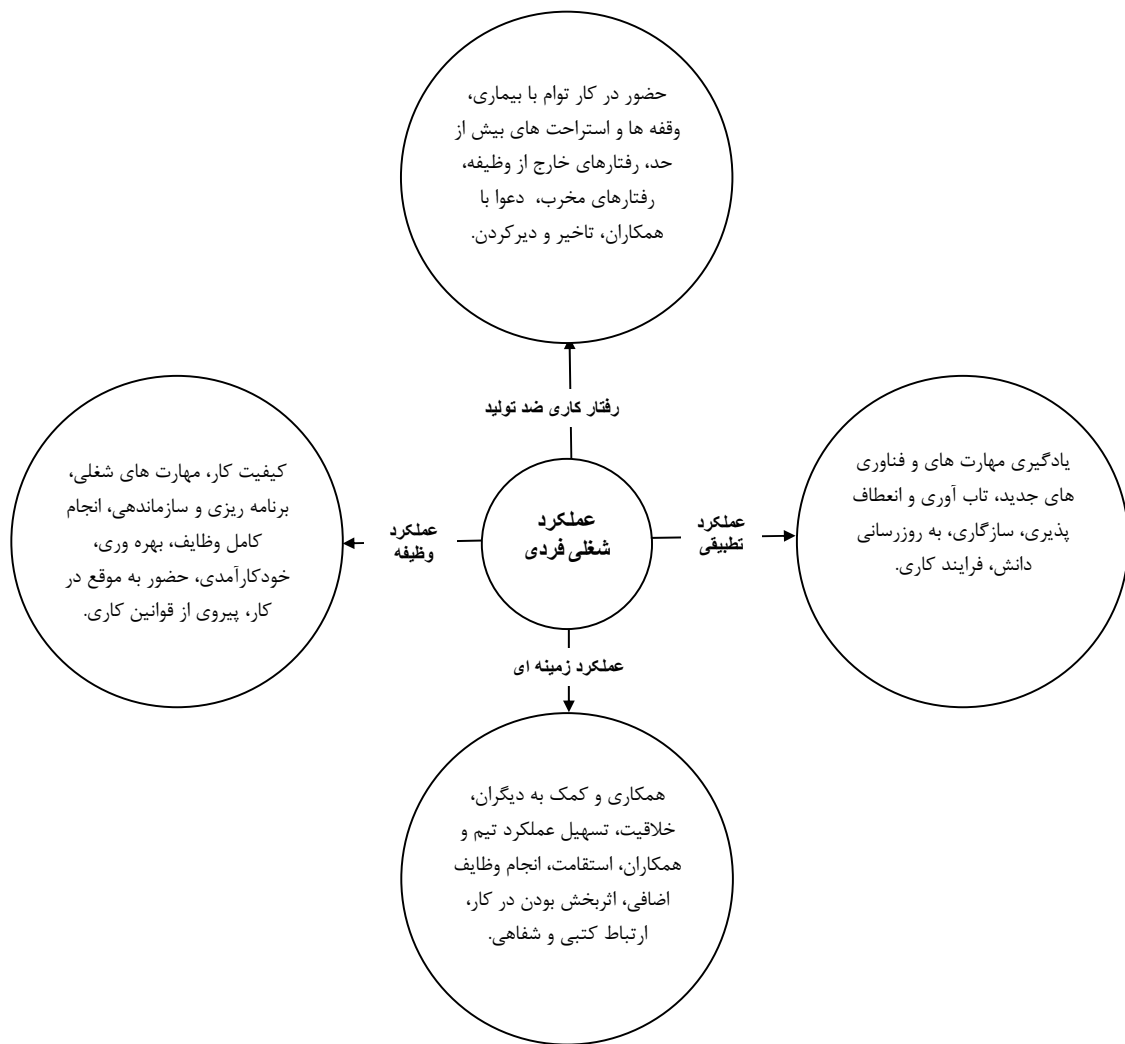 حضور در کار توام با بیماری،
وقفه ها و استراحت های بیش از
حد، رفتارهای خارج از وظیفه،
رفتارهای مخرب، دعوا با
همکاران، تاخیر و دیرکردن.
رفتار کاری ضد تولید
یادگیری مهارت های و فناوری
های جدید، تاب آوری و انعطاف
پذیری، سازگاری، به روزرسانی
دانش، فرایند کاری.
عملکرد
تطبیقی
عملکرد
شغلی فردی
عملکرد
وظیفه
کیفیت کار، مهارت های شغلی،
برنامه ریزی و سازماندهی، انجام
کامل وظایف، بهره وری،
خودکارآمدی، حضور به موقع در
کار، پیروی از قوانین کاری.
عملکرد زمینه ای
همکاری و کمک به دیگران،
خلاقیت، تسهیل عملکرد تیم و
همکاران، استقامت، انجام وظایف
اضافی، اثربخش بودن در کار،
ارتباط کتبی و شفاهی.